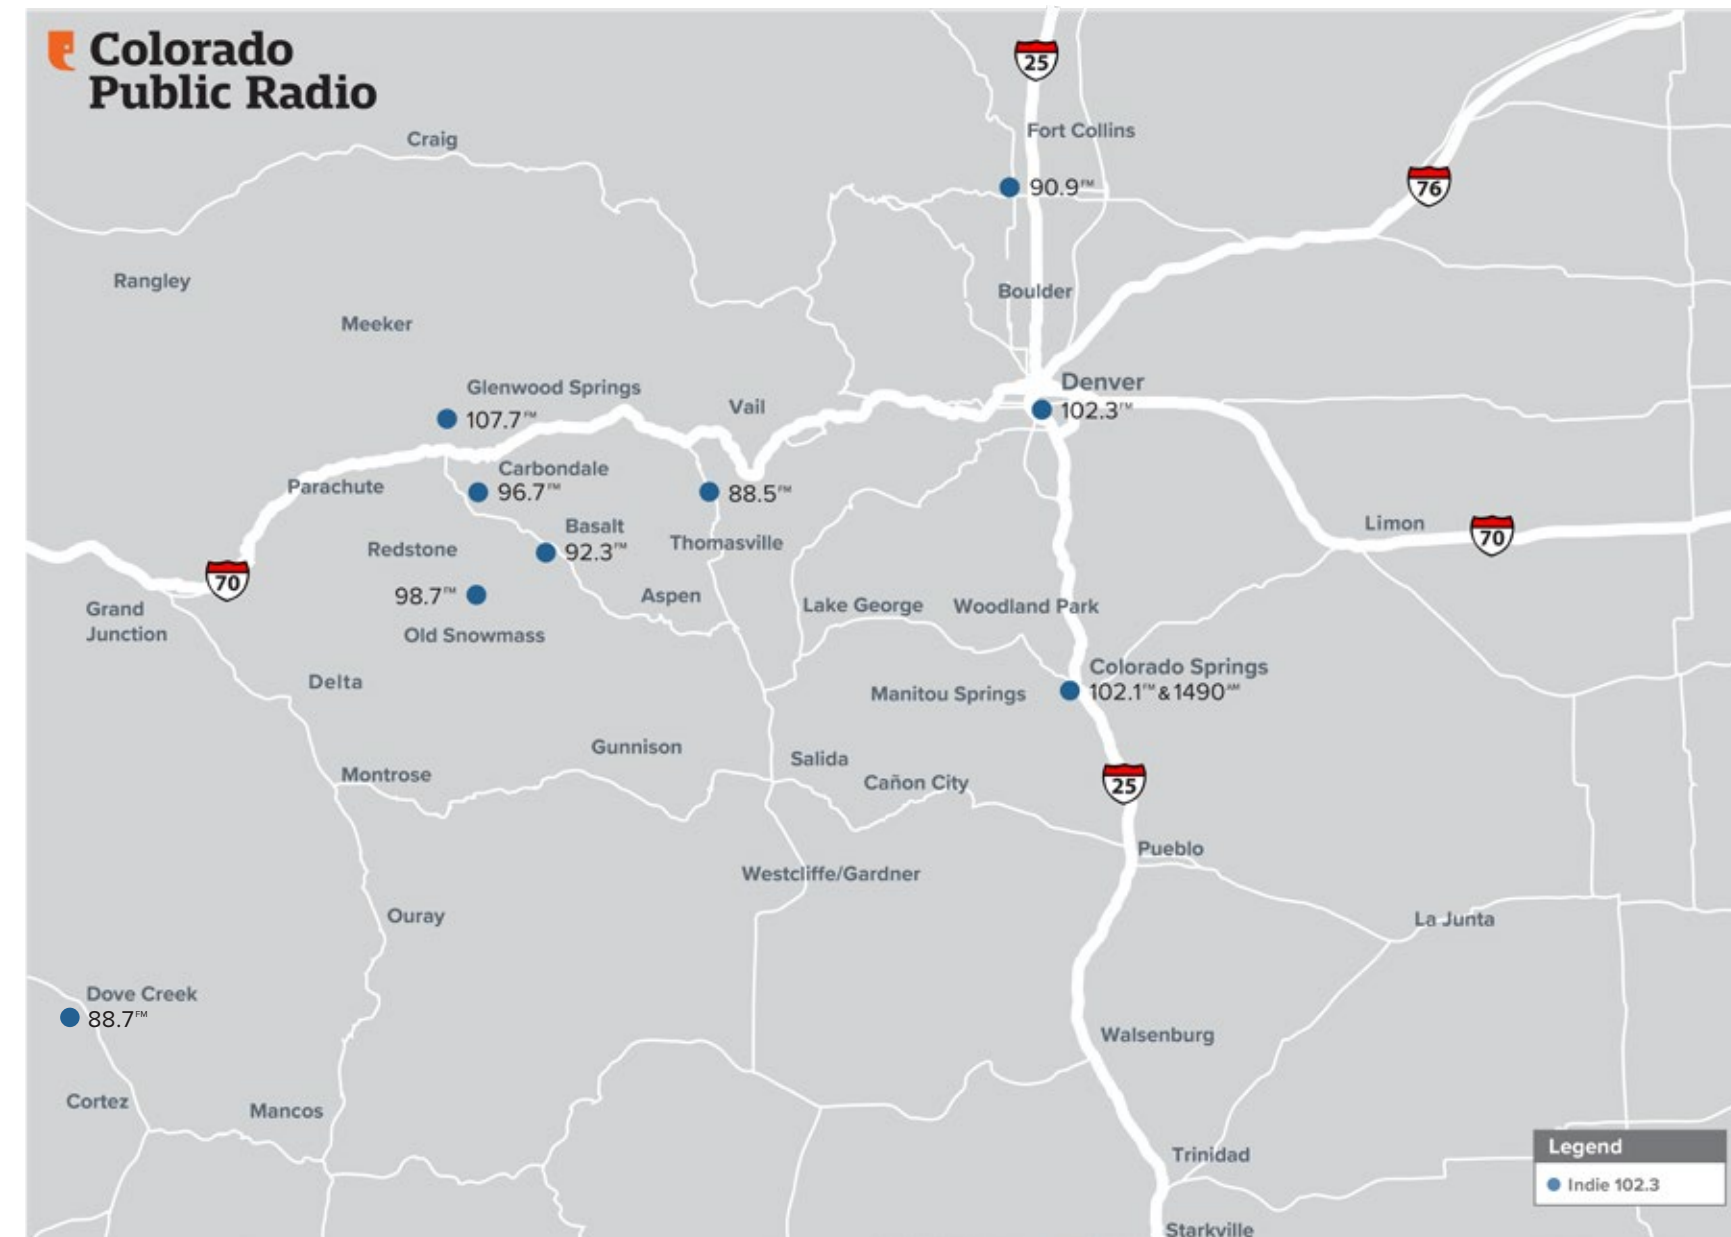 Colorado
Public Radio
25
Fort Collins
Craig
76
90.9FM
Rangley
Boulder
Meeker
Denver
Glenwood Springs
Vail
102.3FM
107.7FM
Carbondale
Parachute
96.7FM
88.5FM
Basalt
Limon
70
Redstone
92.3FM
Thomasville
70
98.7FM
Aspen
Lake George
Woodland Park
Grand
Junction
Old Snowmass
Colorado Springs
Delta
Manitou Springs
102.1FM & 1490AM
Gunnison
Salida
Montrose
Cañon City
25
Pueblo
Westcliffe/Gardner
Ouray
La Junta
Dove Creek
88.7FM
Walsenburg
Cortez
Mancos
Legend
Trinidad
Indie 102.3
Starkville